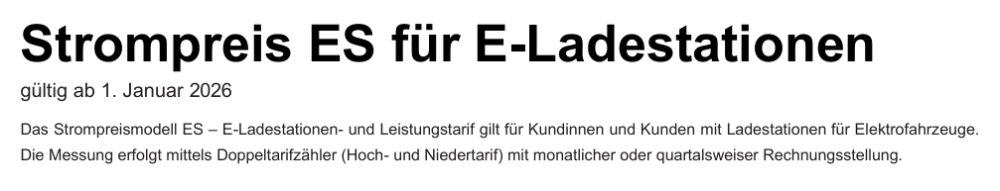 Strompreis ES für E-Ladestationen
gültig ab 1. Januar 2026
Das Strompreismodell ES – E-Ladestationen- und Leistungstarif gilt für Kundinnen und Kunden mit Ladestationen für Elektrofahrzeuge.
Die Messung erfolgt mittels Doppeltarifzähler (Hoch- und Niedertarif) mit monatlicher oder quartalsweiser Rechnungsstellung.